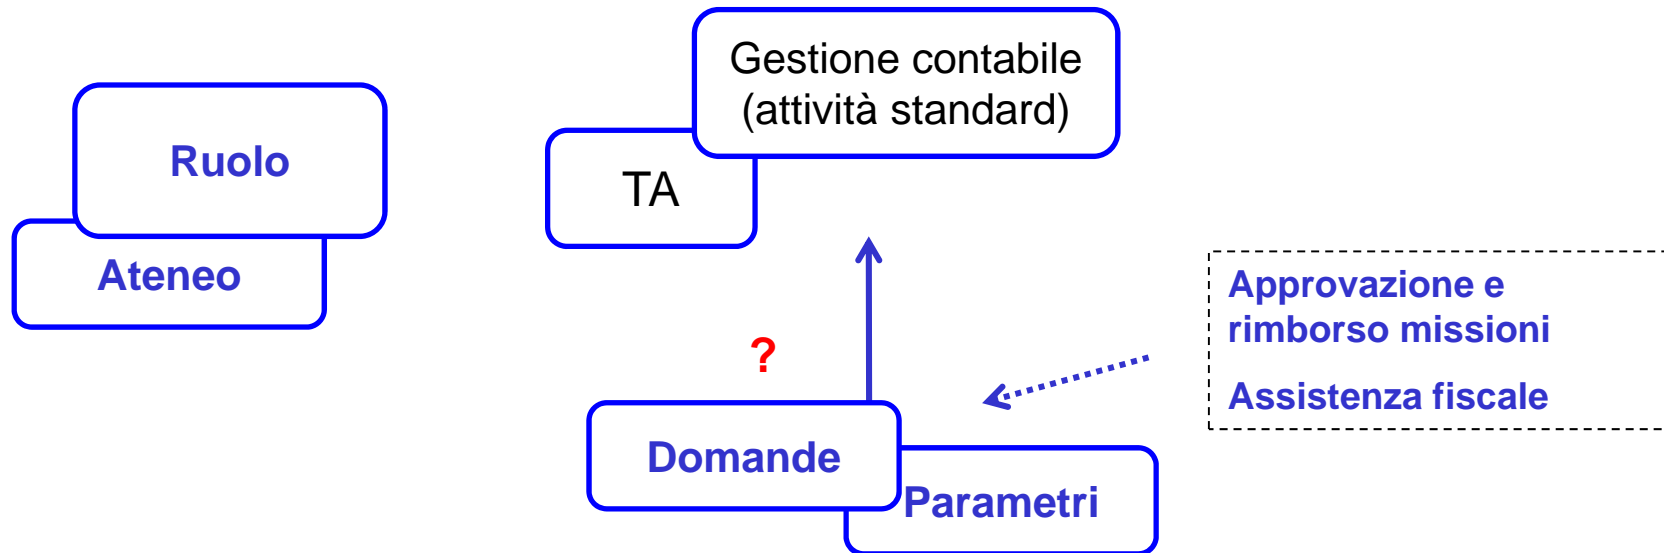 Gestione contabile
(attività standard)
Ruolo
TA
Ateneo
Approvazione e
rimborso missioni
?
Assistenza fiscale
Domande
Parametri